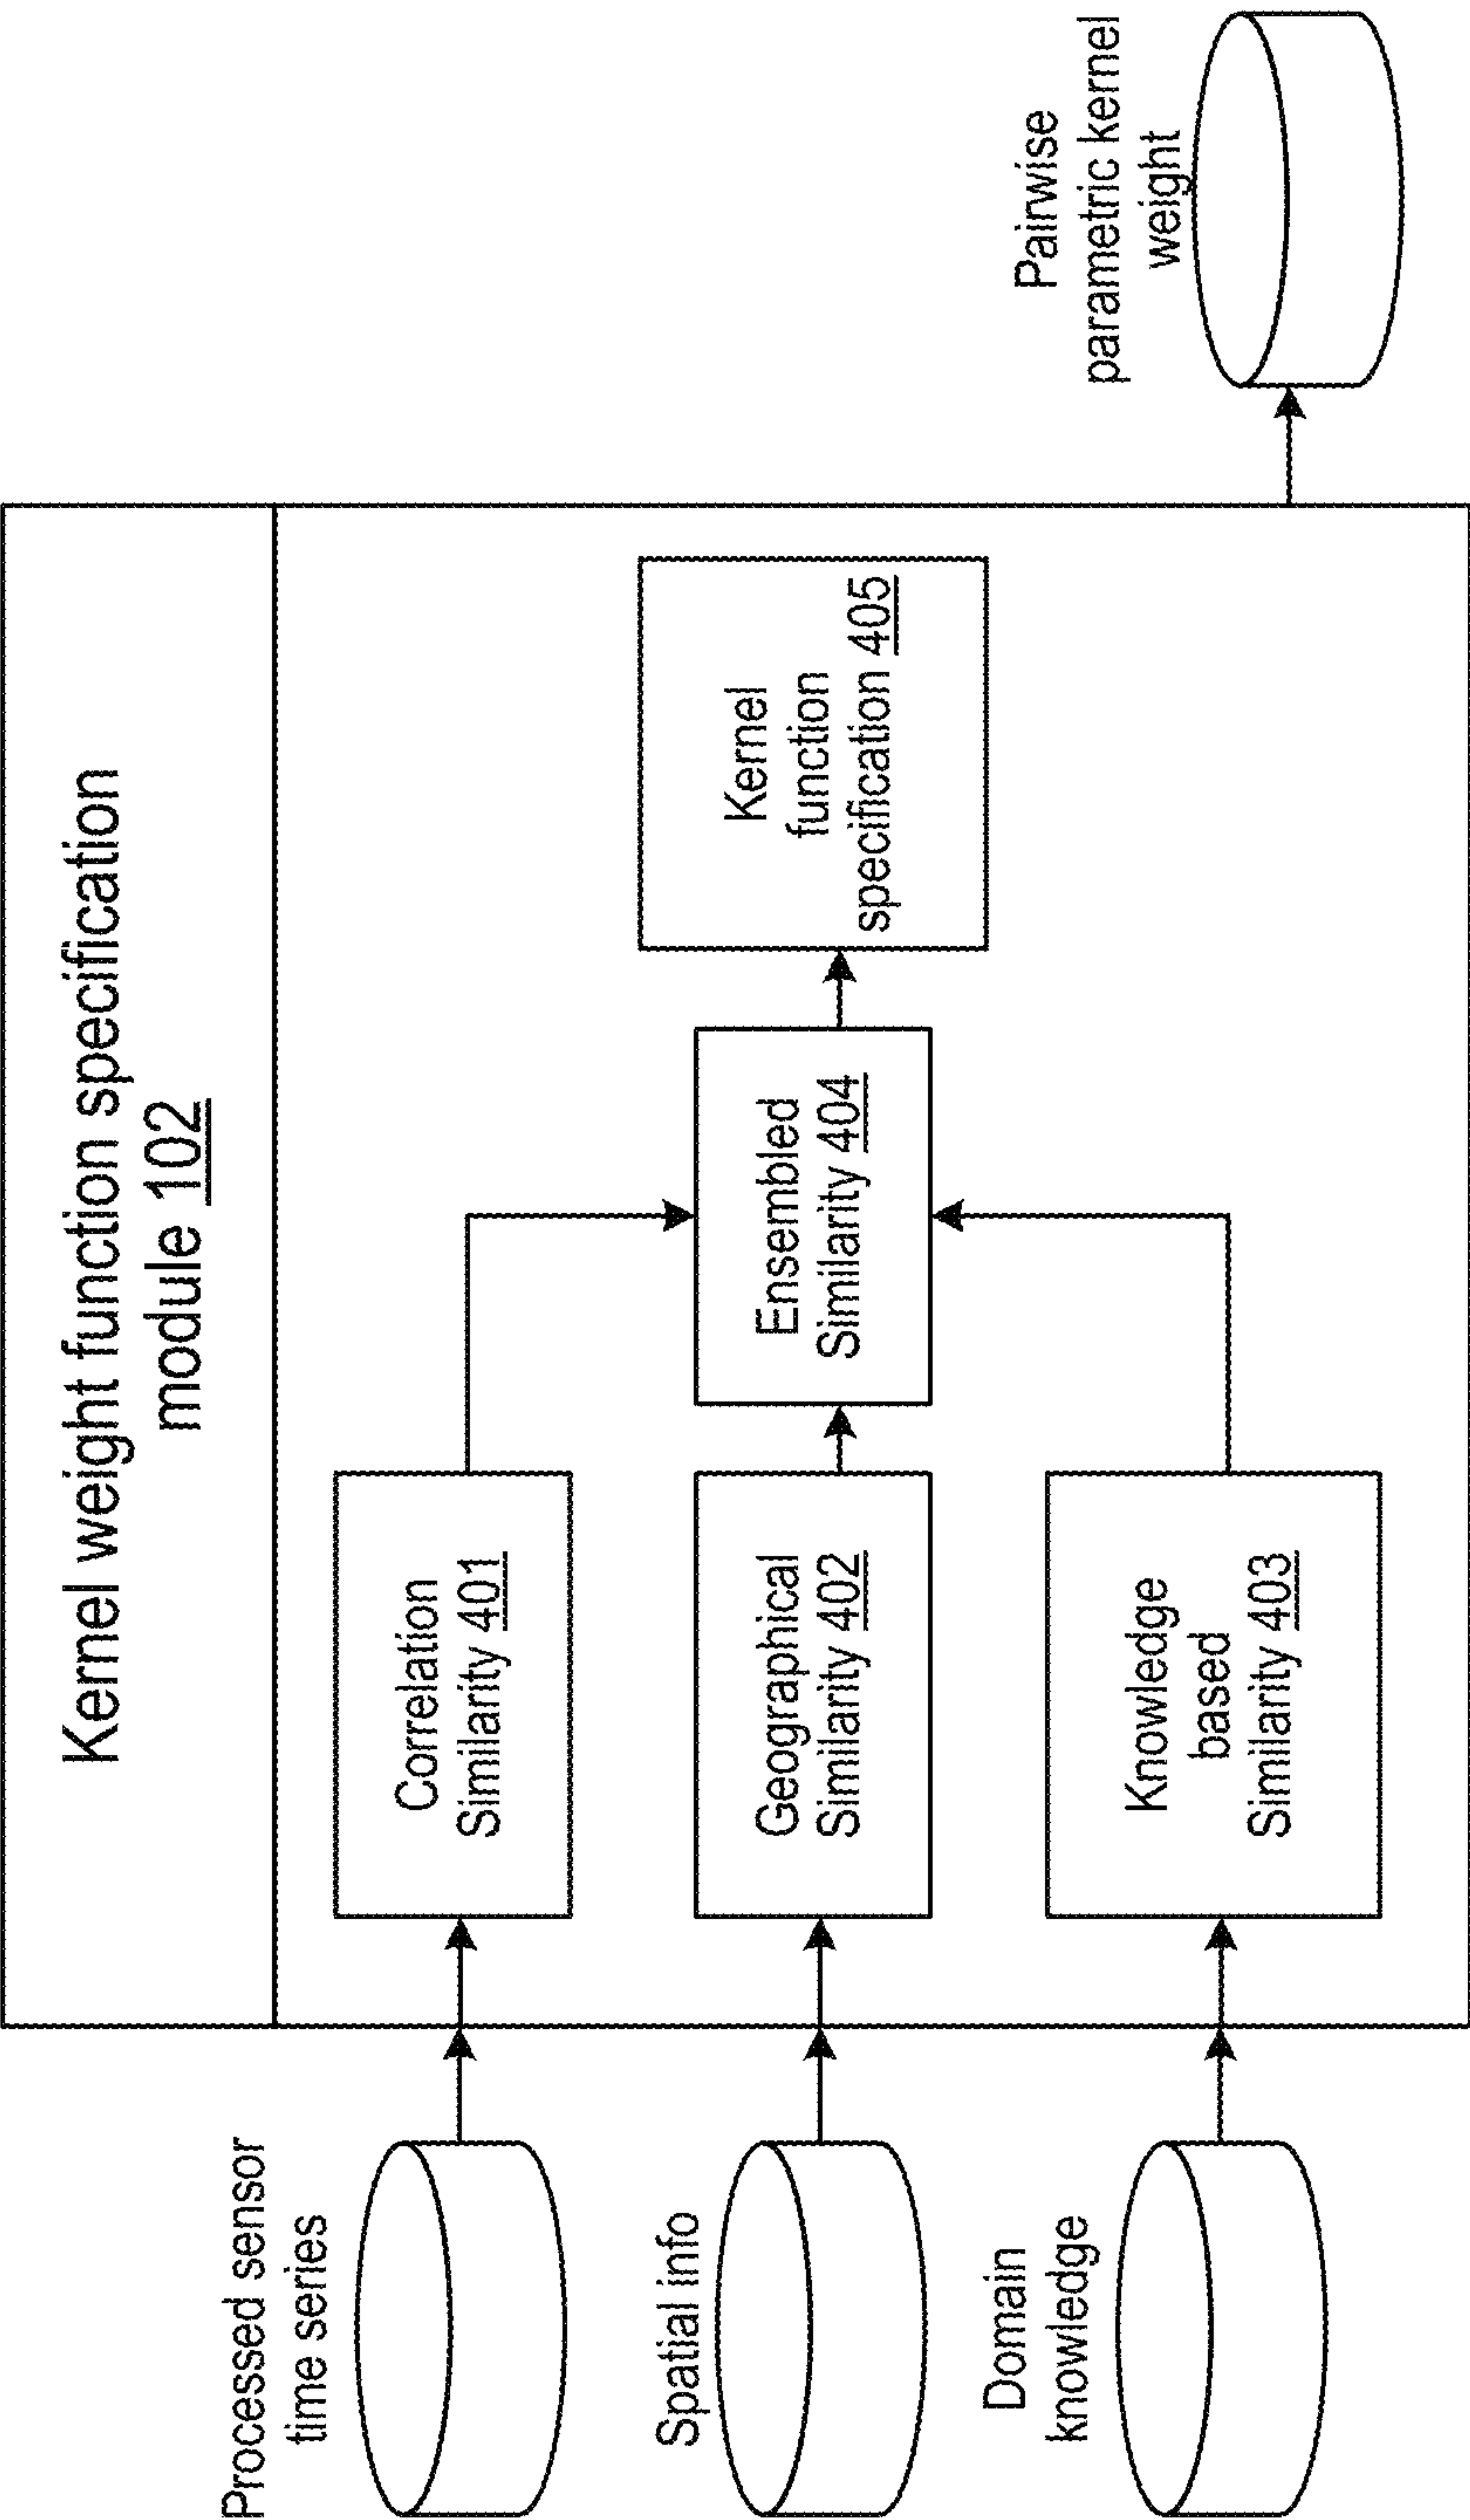 Kernel weight function specification
module 102
Processed sensor
time series
Spatial info
Domain
knowledge
Correlation
Similarity 401
Geographical
Similarity 402
Knowledge
based
Similarity 403
Ensembled
Similarity 404
Kernel
function
specification 405
Pairwise
parametric kernel
weight